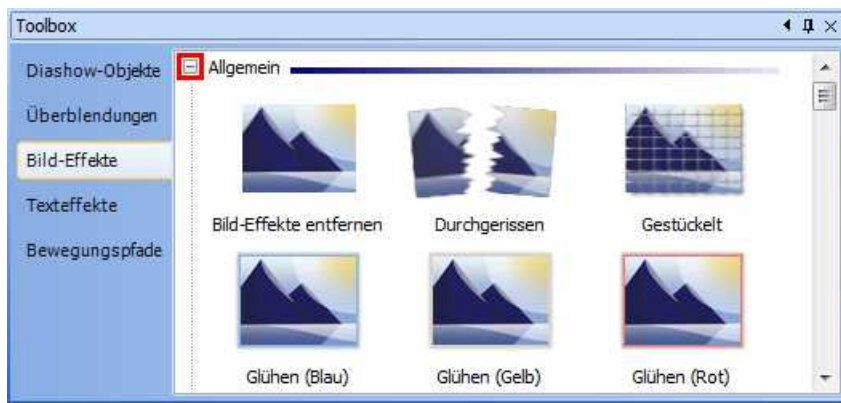 Toolbox
Diashow-Objekte
Überblendungen
Bild-Effekte
Texteffekte
Bewegungspfade
Allgemein
Bild-Effekte entfernen
Durchgerissen
Gestückelt
Glühen (Blau)
Glühen (Gelb)
Glühen (Rot)